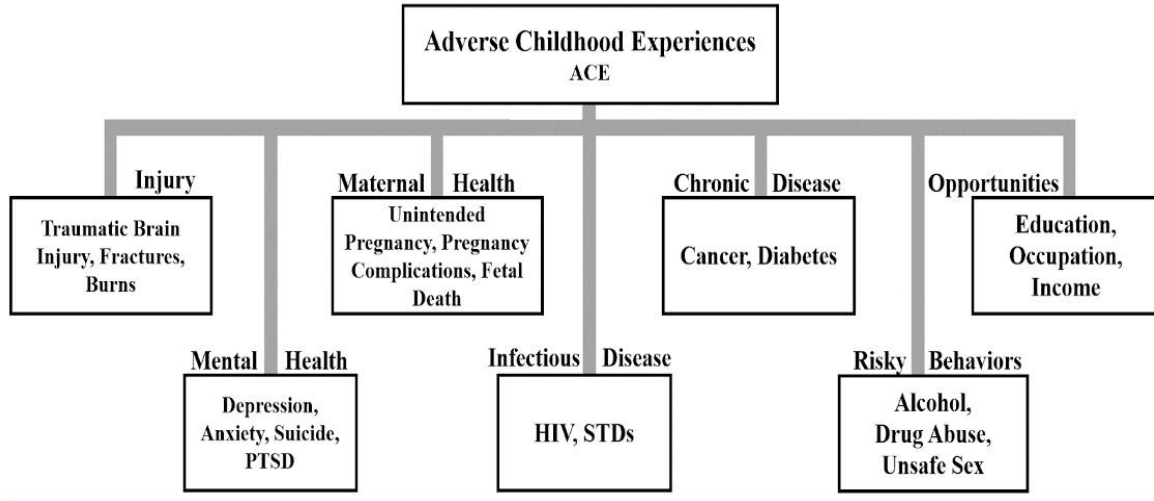 Adverse Childhood Experiences
ACE
Injury
Traumatic Brain
Injury, Fractures,
Burns
Mental Health
Depression,
Anxiety, Suicide,
PTSD
Maternal Health
Unintended
Pregnancy, Pregnancy
Complications, Fetal
Death
Infectious Disease
HIV, STDs
Chronic Disease
Cancer, Diabetes
Risky Behaviors
Alcohol,
Drug Abuse,
Unsafe Sex
Opportunities
Education,
Occupation,
Income